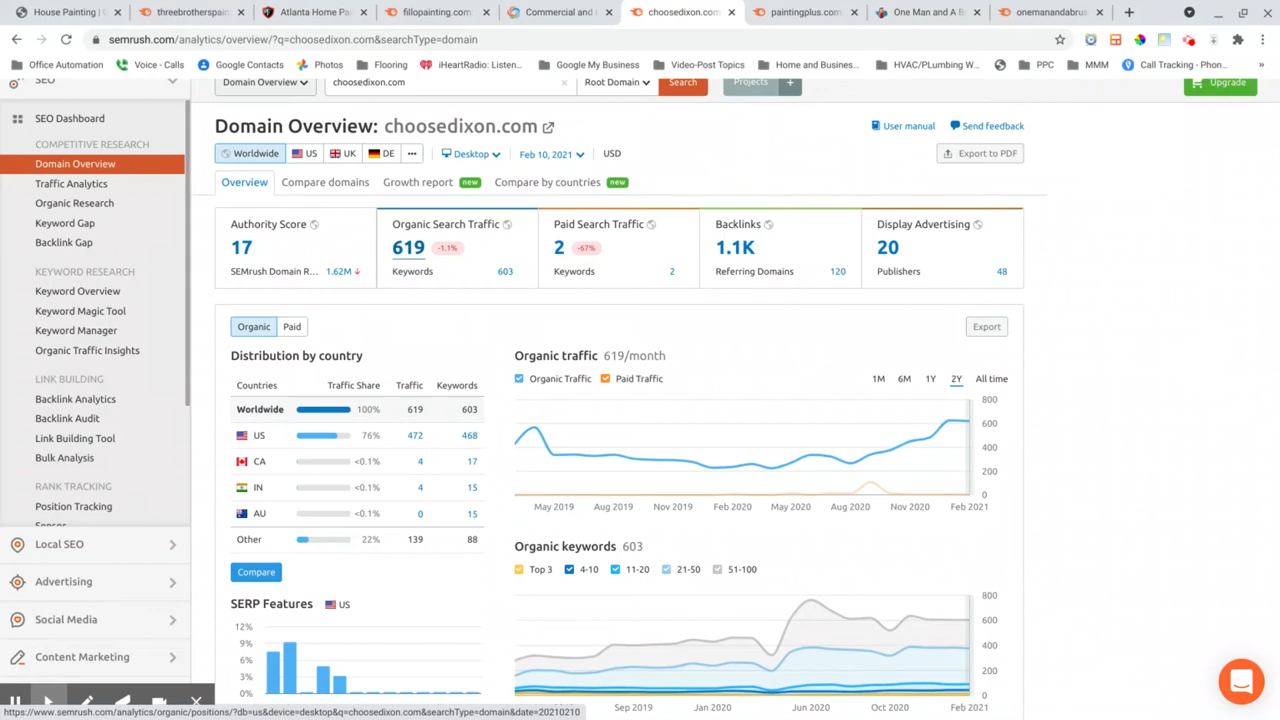 House Painting | G
threebrotherspain
Atlanta Home Pai
fillopainting.com:
Commercial and I
choosedixon.com
paintingplus.com:
One Man and A B
onemanandabrus
semrush.com/analytics/overview/?q=choosedixon.com&searchType=domain
Office Automation
Voice - Calls
Google Contacts
Photos
Flooring
iHeartRadio: Listen...
Google My Business
Video-Post Topics
Home and Business...
HVAC/PLumbing W...
PPC
MMM
Call Tracking - Phon...
»
SEO
Domain Overview
choosedixon.com
×
Root Domain
Search
Projects
+
Upgrade
SEO Dashboard
COMPETITIVE RESEARCH
Domain Overview
Traffic Analytics
Organic Research
Keyword Gap
Backlink Gap
KEYWORD RESEARCH
Keyword Overview
Keyword Magic Tool
Keyword Manager
Organic Traffic Insights
LINK BUILDING
Backlink Analytics
Backlink Audit
Link Building Tool
Bulk Analysis
RANK TRACKING
Position Tracking
Sensor
Local SEO
Advertising
Social Media
Content Marketing
Domain Overview: choosedixon.com
User manual
Send feedback
Worldwide
US
UK
DE
...
Desktop
Feb 10, 2021
USD
Export to PDF
Overview
Compare domains
Growth report new
Compare by countries new
Authority Score
17
SEMrush Domain R... 1.62M
Organic Search Traffic
619 -1.1%
Keywords 603
Paid Search Traffic
2 -67%
Keywords 2
Backlinks
1.1K
Referring Domains 120
Display Advertising
20
Publishers 48
Organic Paid
Export
Distribution by country
Countries Traffic Share Traffic Keywords
Worldwide 100% 619 603
US 76% 472 468
CA <0.1% 4 17
IN <0.1% 4 15
AU <0.1% 0 15
Other 22% 139 88
Compare
SERP Features US
12%
9%
6%
3%
0%
Organic traffic 619/month
Organic Traffic Paid Traffic
1M 6M 1Y 2Y All time
800
600
400
200
0
May 2019 Aug 2019 Nov 2019 Feb 2020 May 2020 Aug 2020 Nov 2020 Feb 2021
Organic keywords 603
Top 3 4-10 11-20 21-50 51-100
800
600
400
200
0
Sep 2019 Jan 2020 Jun 2020 Oct 2020 Feb 2021
https://www.semrush.com/analytics/organic/positions/?db=us&device=desktop&q=choosedixon.com&searchType=domain&date=20210210